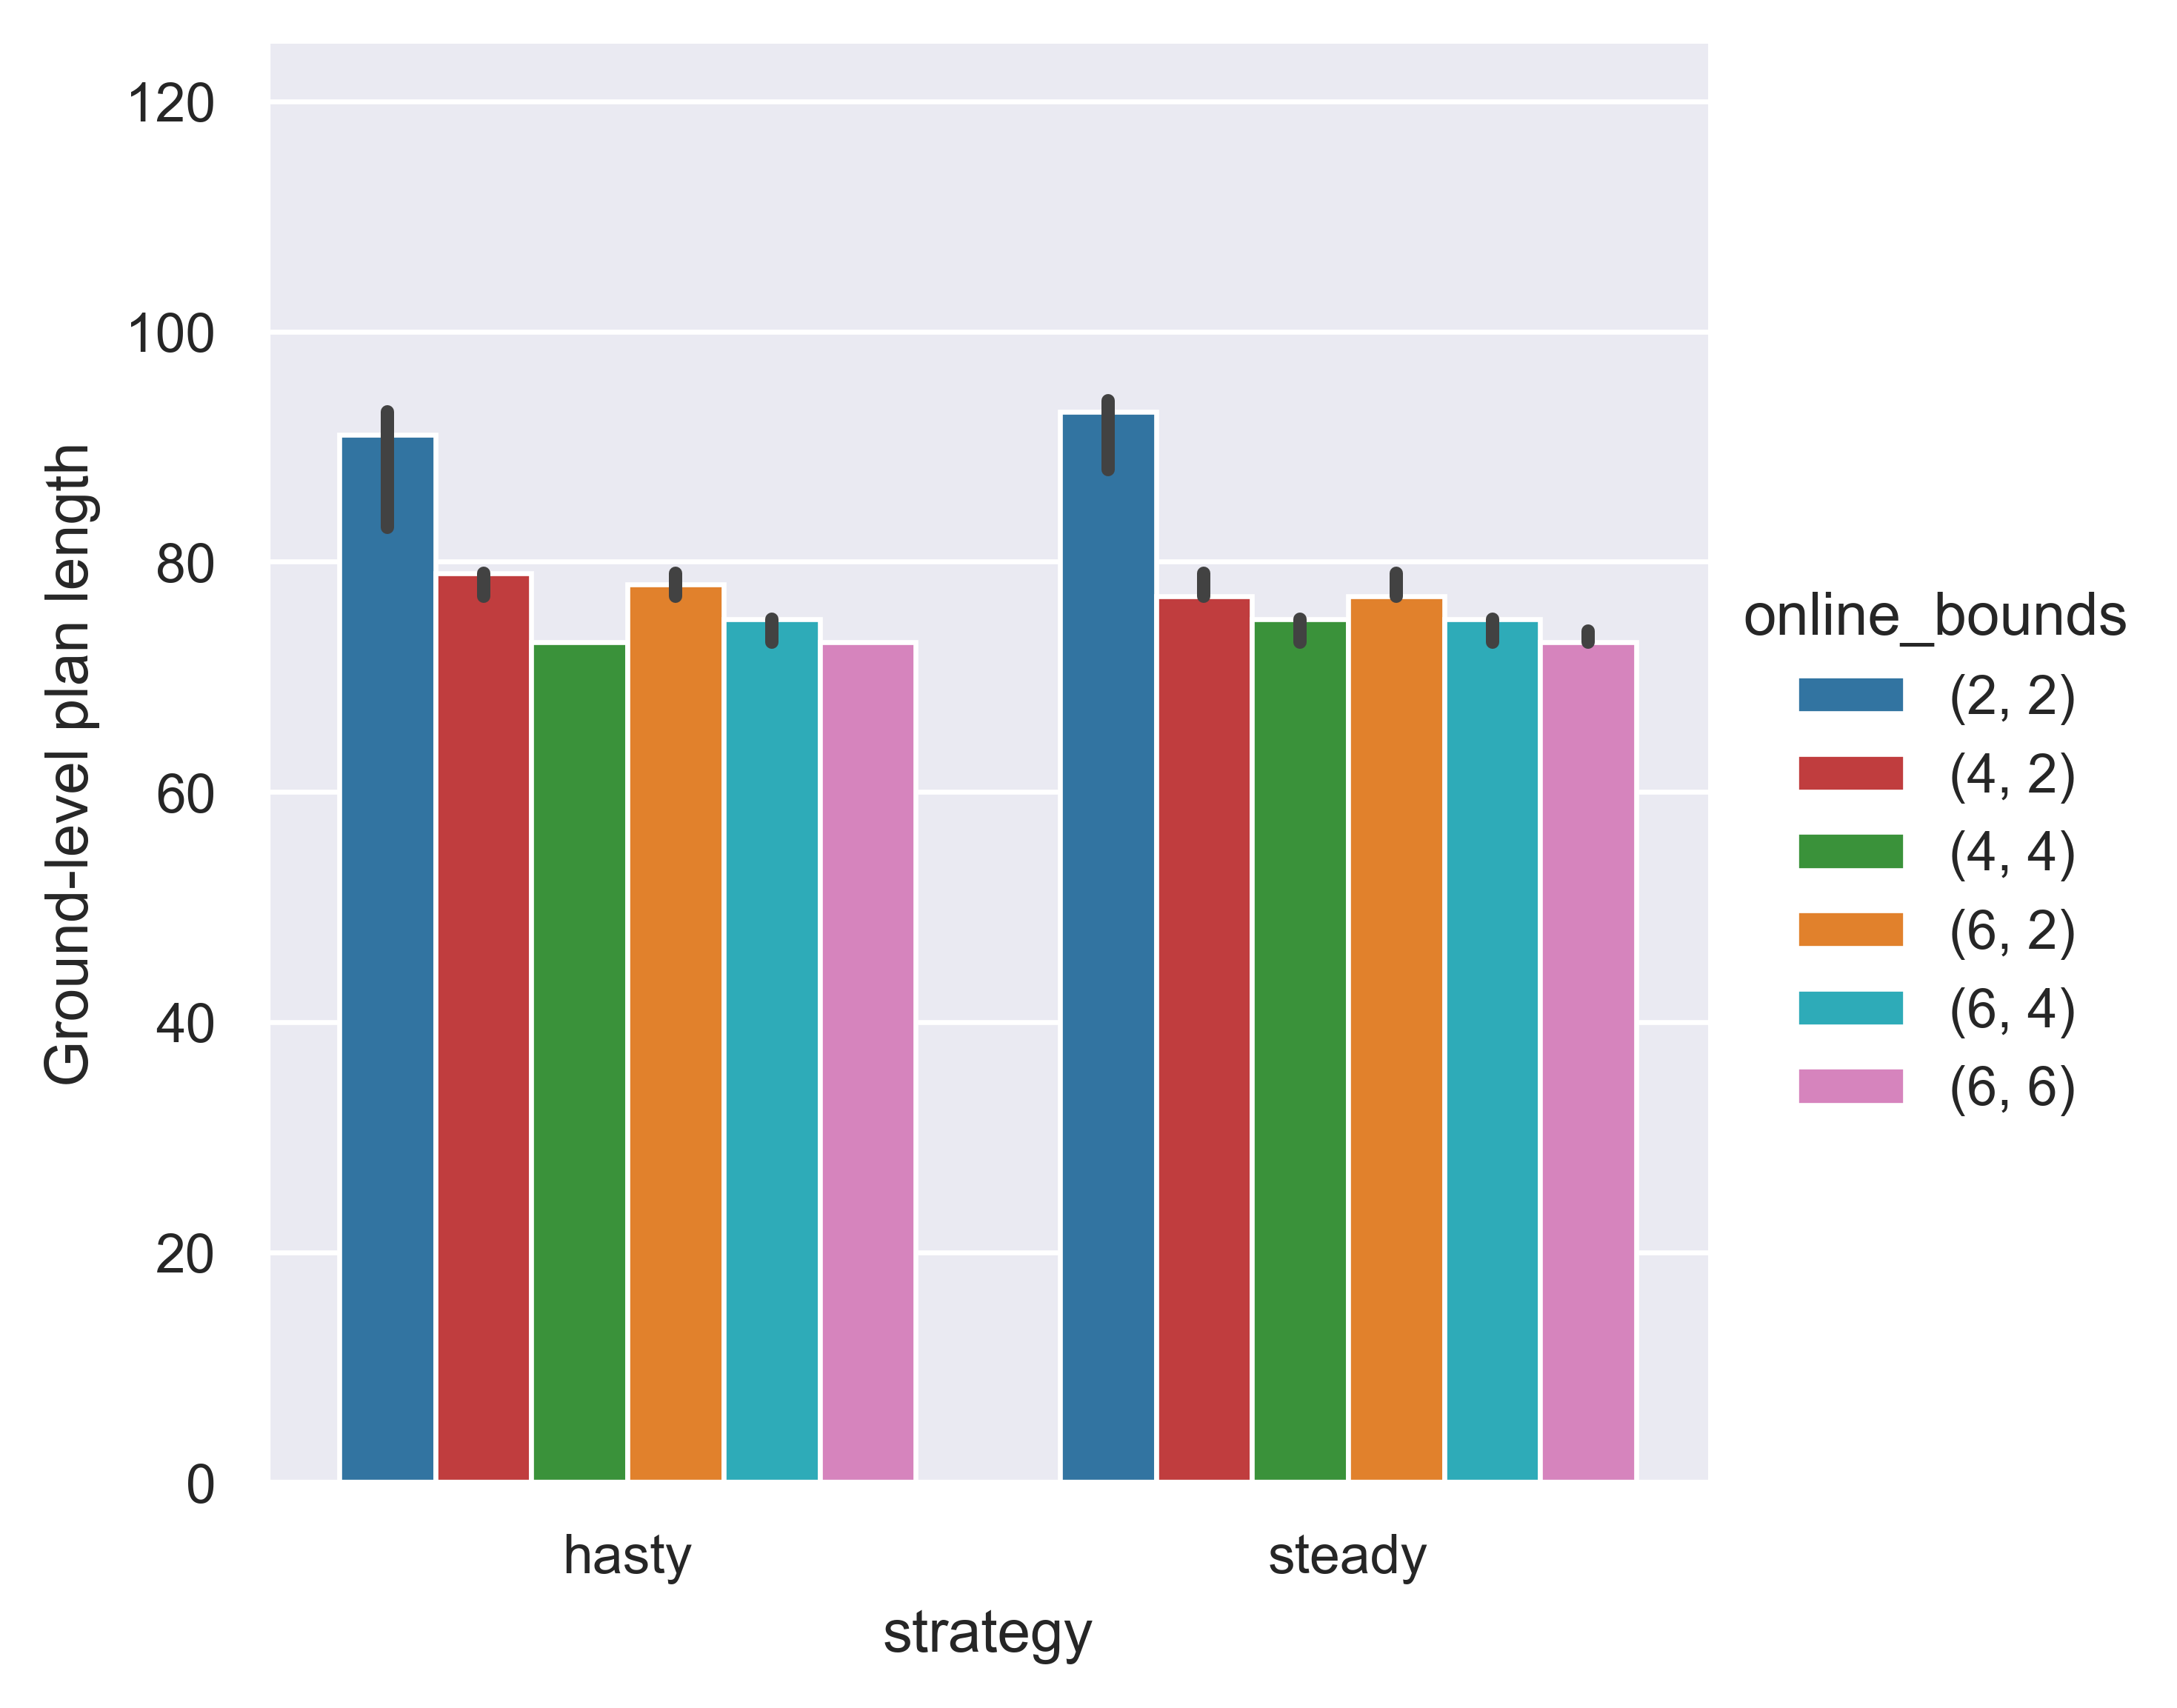 120
100
80
60
40
20
0
Ground-level plan length
hasty
steady
strategy
online_bounds
(2, 2)
(4, 2)
(4, 4)
(6, 2)
(6, 4)
(6, 6)